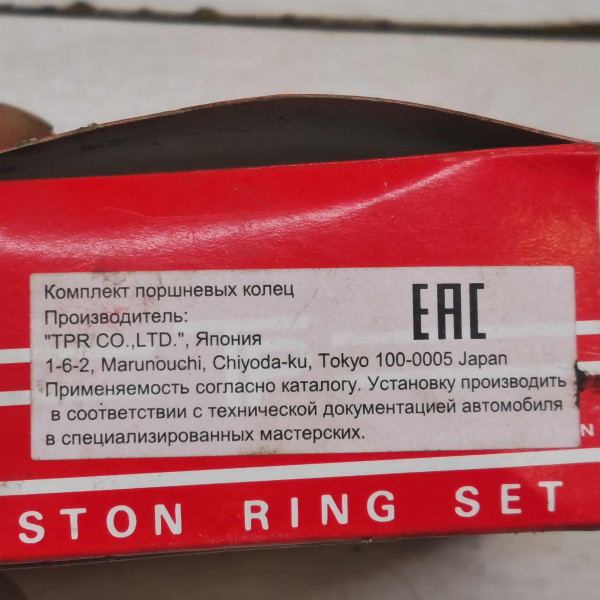 Комплект поршневых колец
EAC
Производитель:
"TPR CO.,LTD.", Япония
1-6-2, Marunouchi, Chiyoda-ku, Tokyo 100-0005 Japan
Применяемость согласно каталогу. Установку производить
в соответствии с технической документацией автомобиля
в специализированных мастерских.
N
STON RING SET